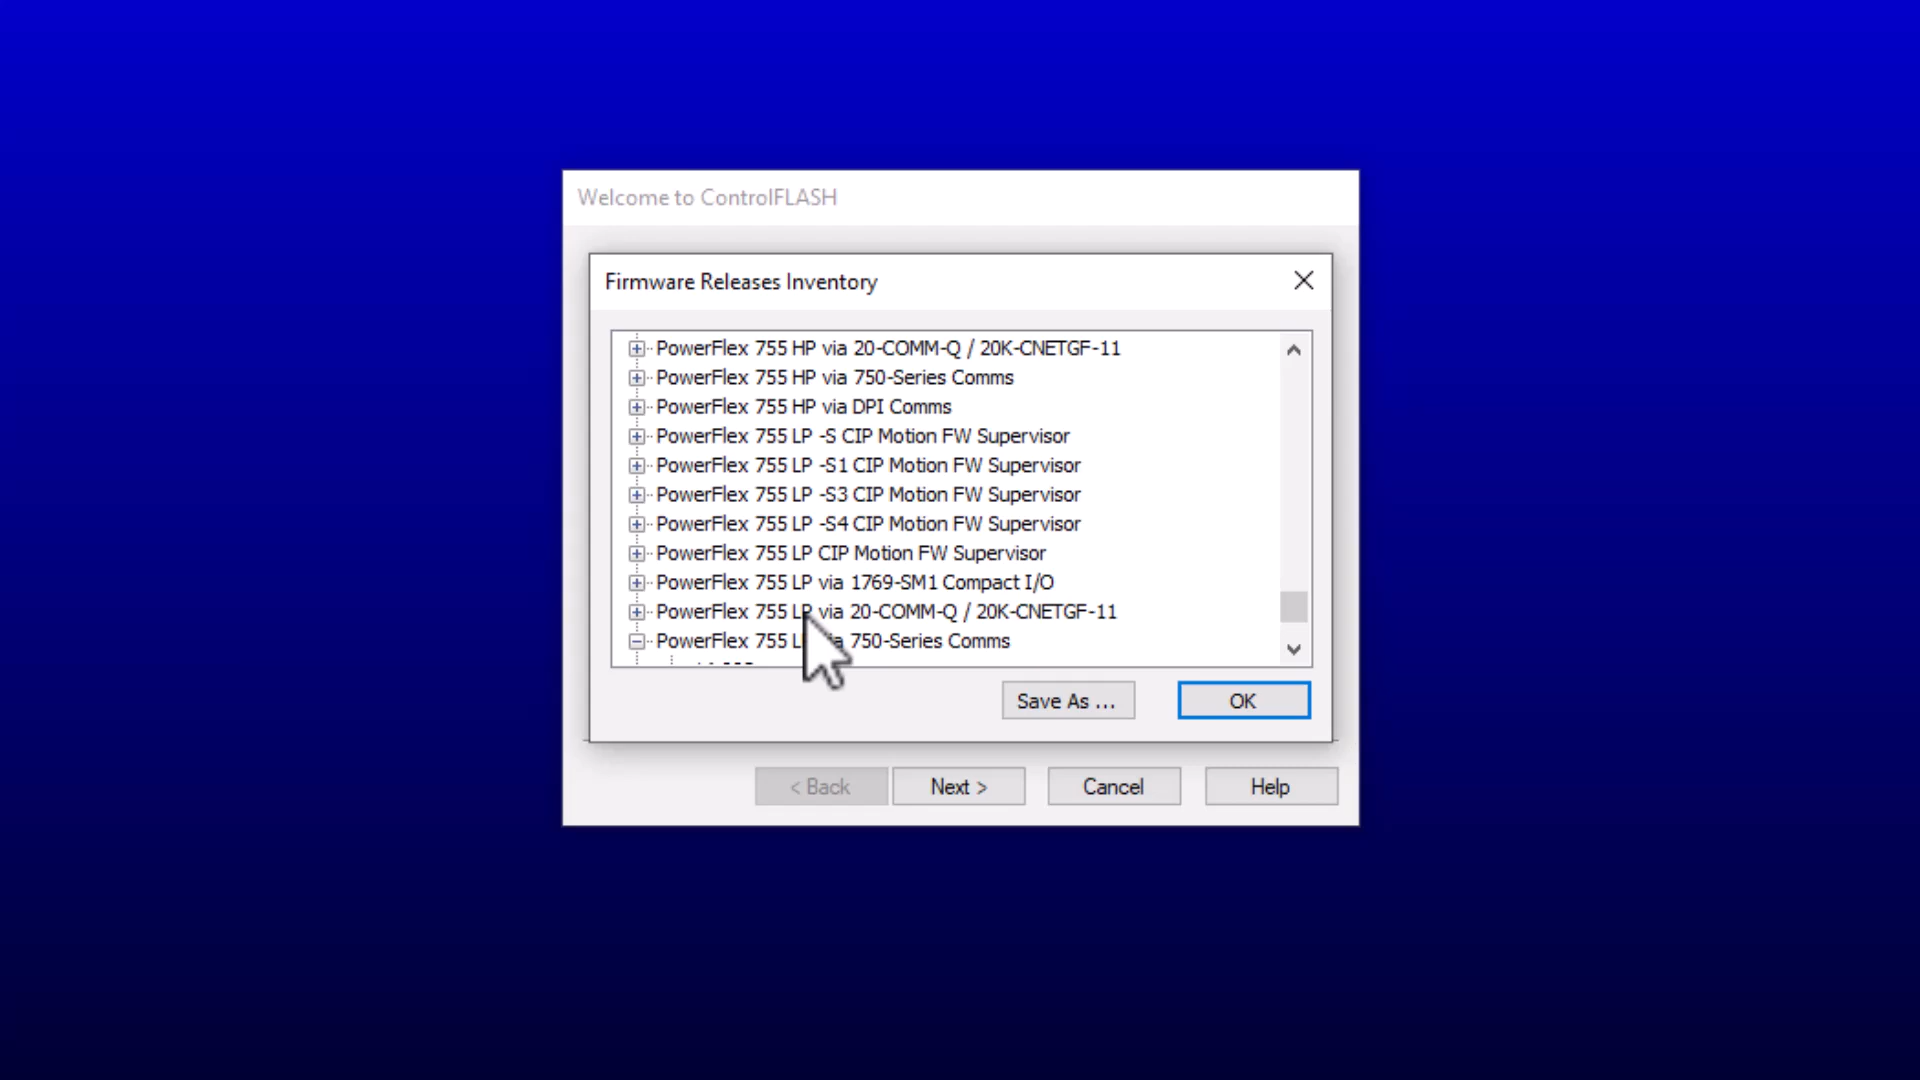 Welcome to ControlFLASH
Firmware Releases Inventory
PowerFlex 755 HP via 20-COMM-Q / 20K-CNETGF-11
PowerFlex 755 HP via 750-Series Comms
PowerFlex 755 HP via DPI Comms
PowerFlex 755 LP -S CIP Motion FW Supervisor
PowerFlex 755 LP -S1 CIP Motion FW Supervisor
PowerFlex 755 LP -S3 CIP Motion FW Supervisor
PowerFlex 755 LP -S4 CIP Motion FW Supervisor
PowerFlex 755 LP CIP Motion FW Supervisor
PowerFlex 755 LP via 1769-SM1 Compact I/O
PowerFlex 755 LP via 20-COMM-Q / 20K-CNETGF-11
PowerFlex 755 LP via 750-Series Comms
Save As ...
OK
< Back
Next >
Cancel
Help